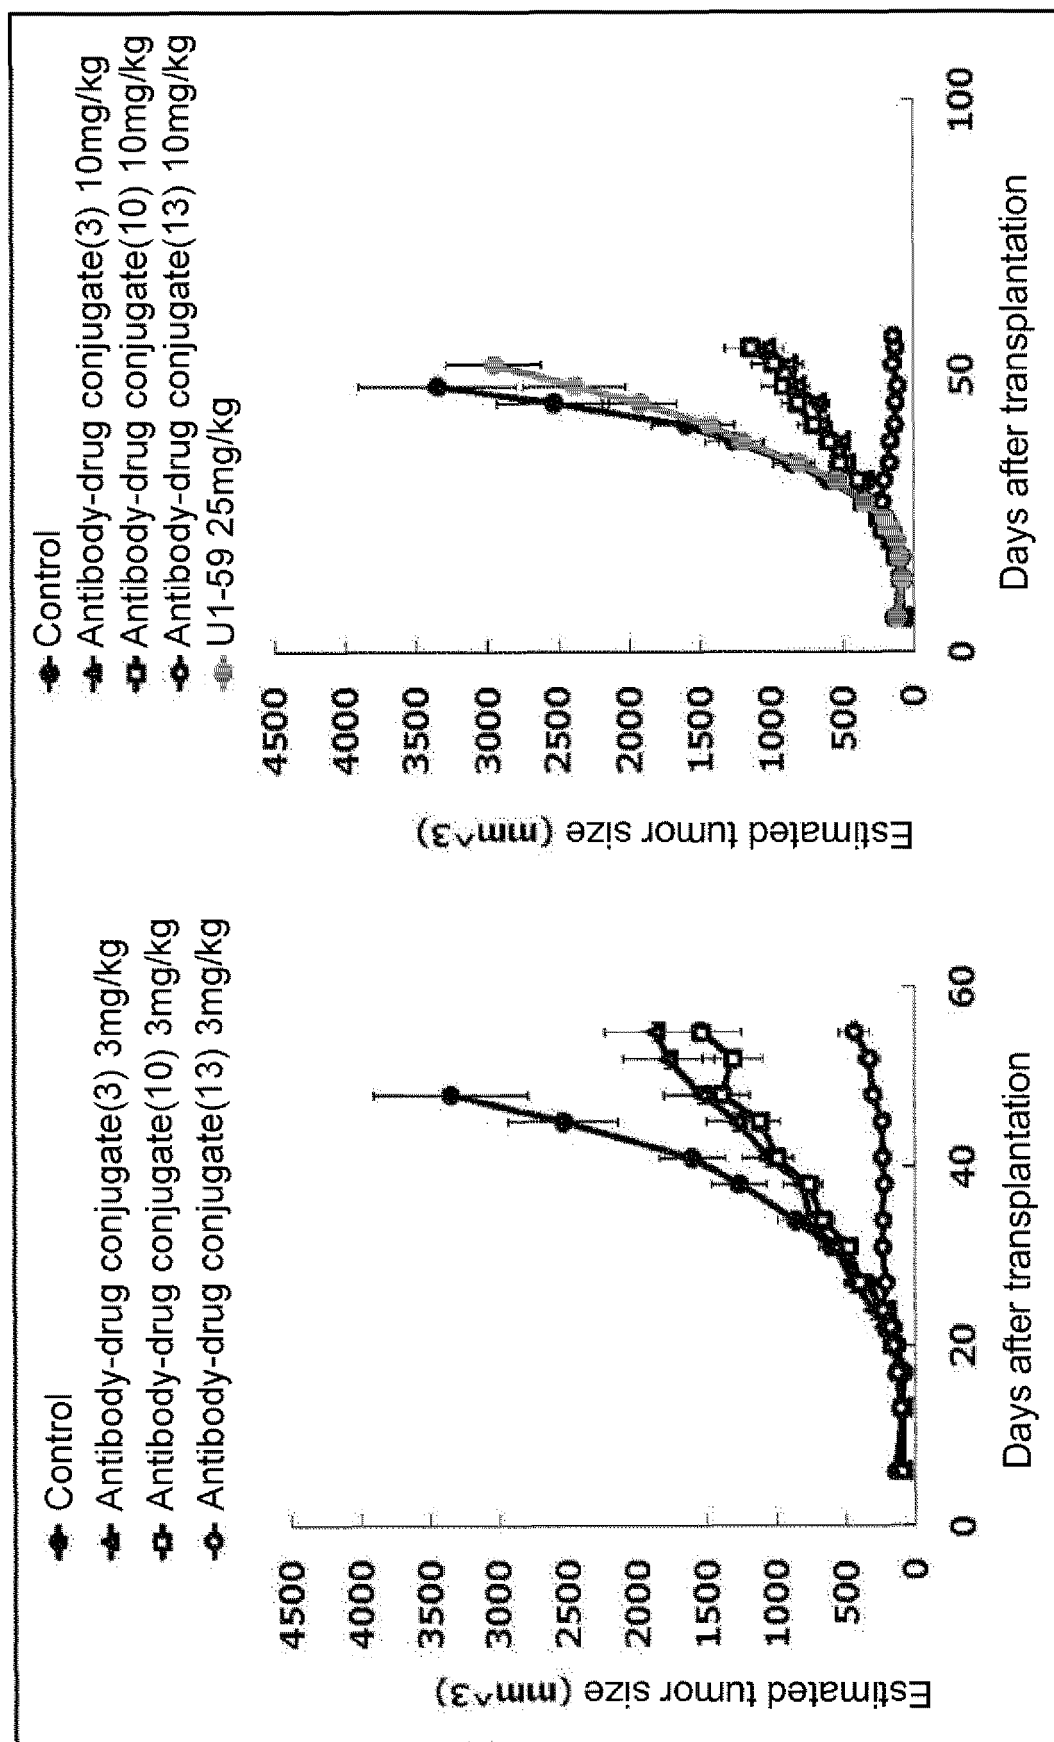 Control
Antibody-drug conjugate(3) 3mg/kg
Antibody-drug conjugate(10) 3mg/kg
Antibody-drug conjugate(13) 3mg/kg
Estimated tumor size (mm^3)
4500
4000
3500
3000
2500
2000
1500
1000
500
0
0 20 40 60
Days after transplantation
Control
Antibody-drug conjugate(3) 10mg/kg
Antibody-drug conjugate(10) 10mg/kg
Antibody-drug conjugate(13) 10mg/kg
U1-59 25mg/kg
Estimated tumor size (mm^3)
4500
4000
3500
3000
2500
2000
1500
1000
500
0
0 50 100
Days after transplantation